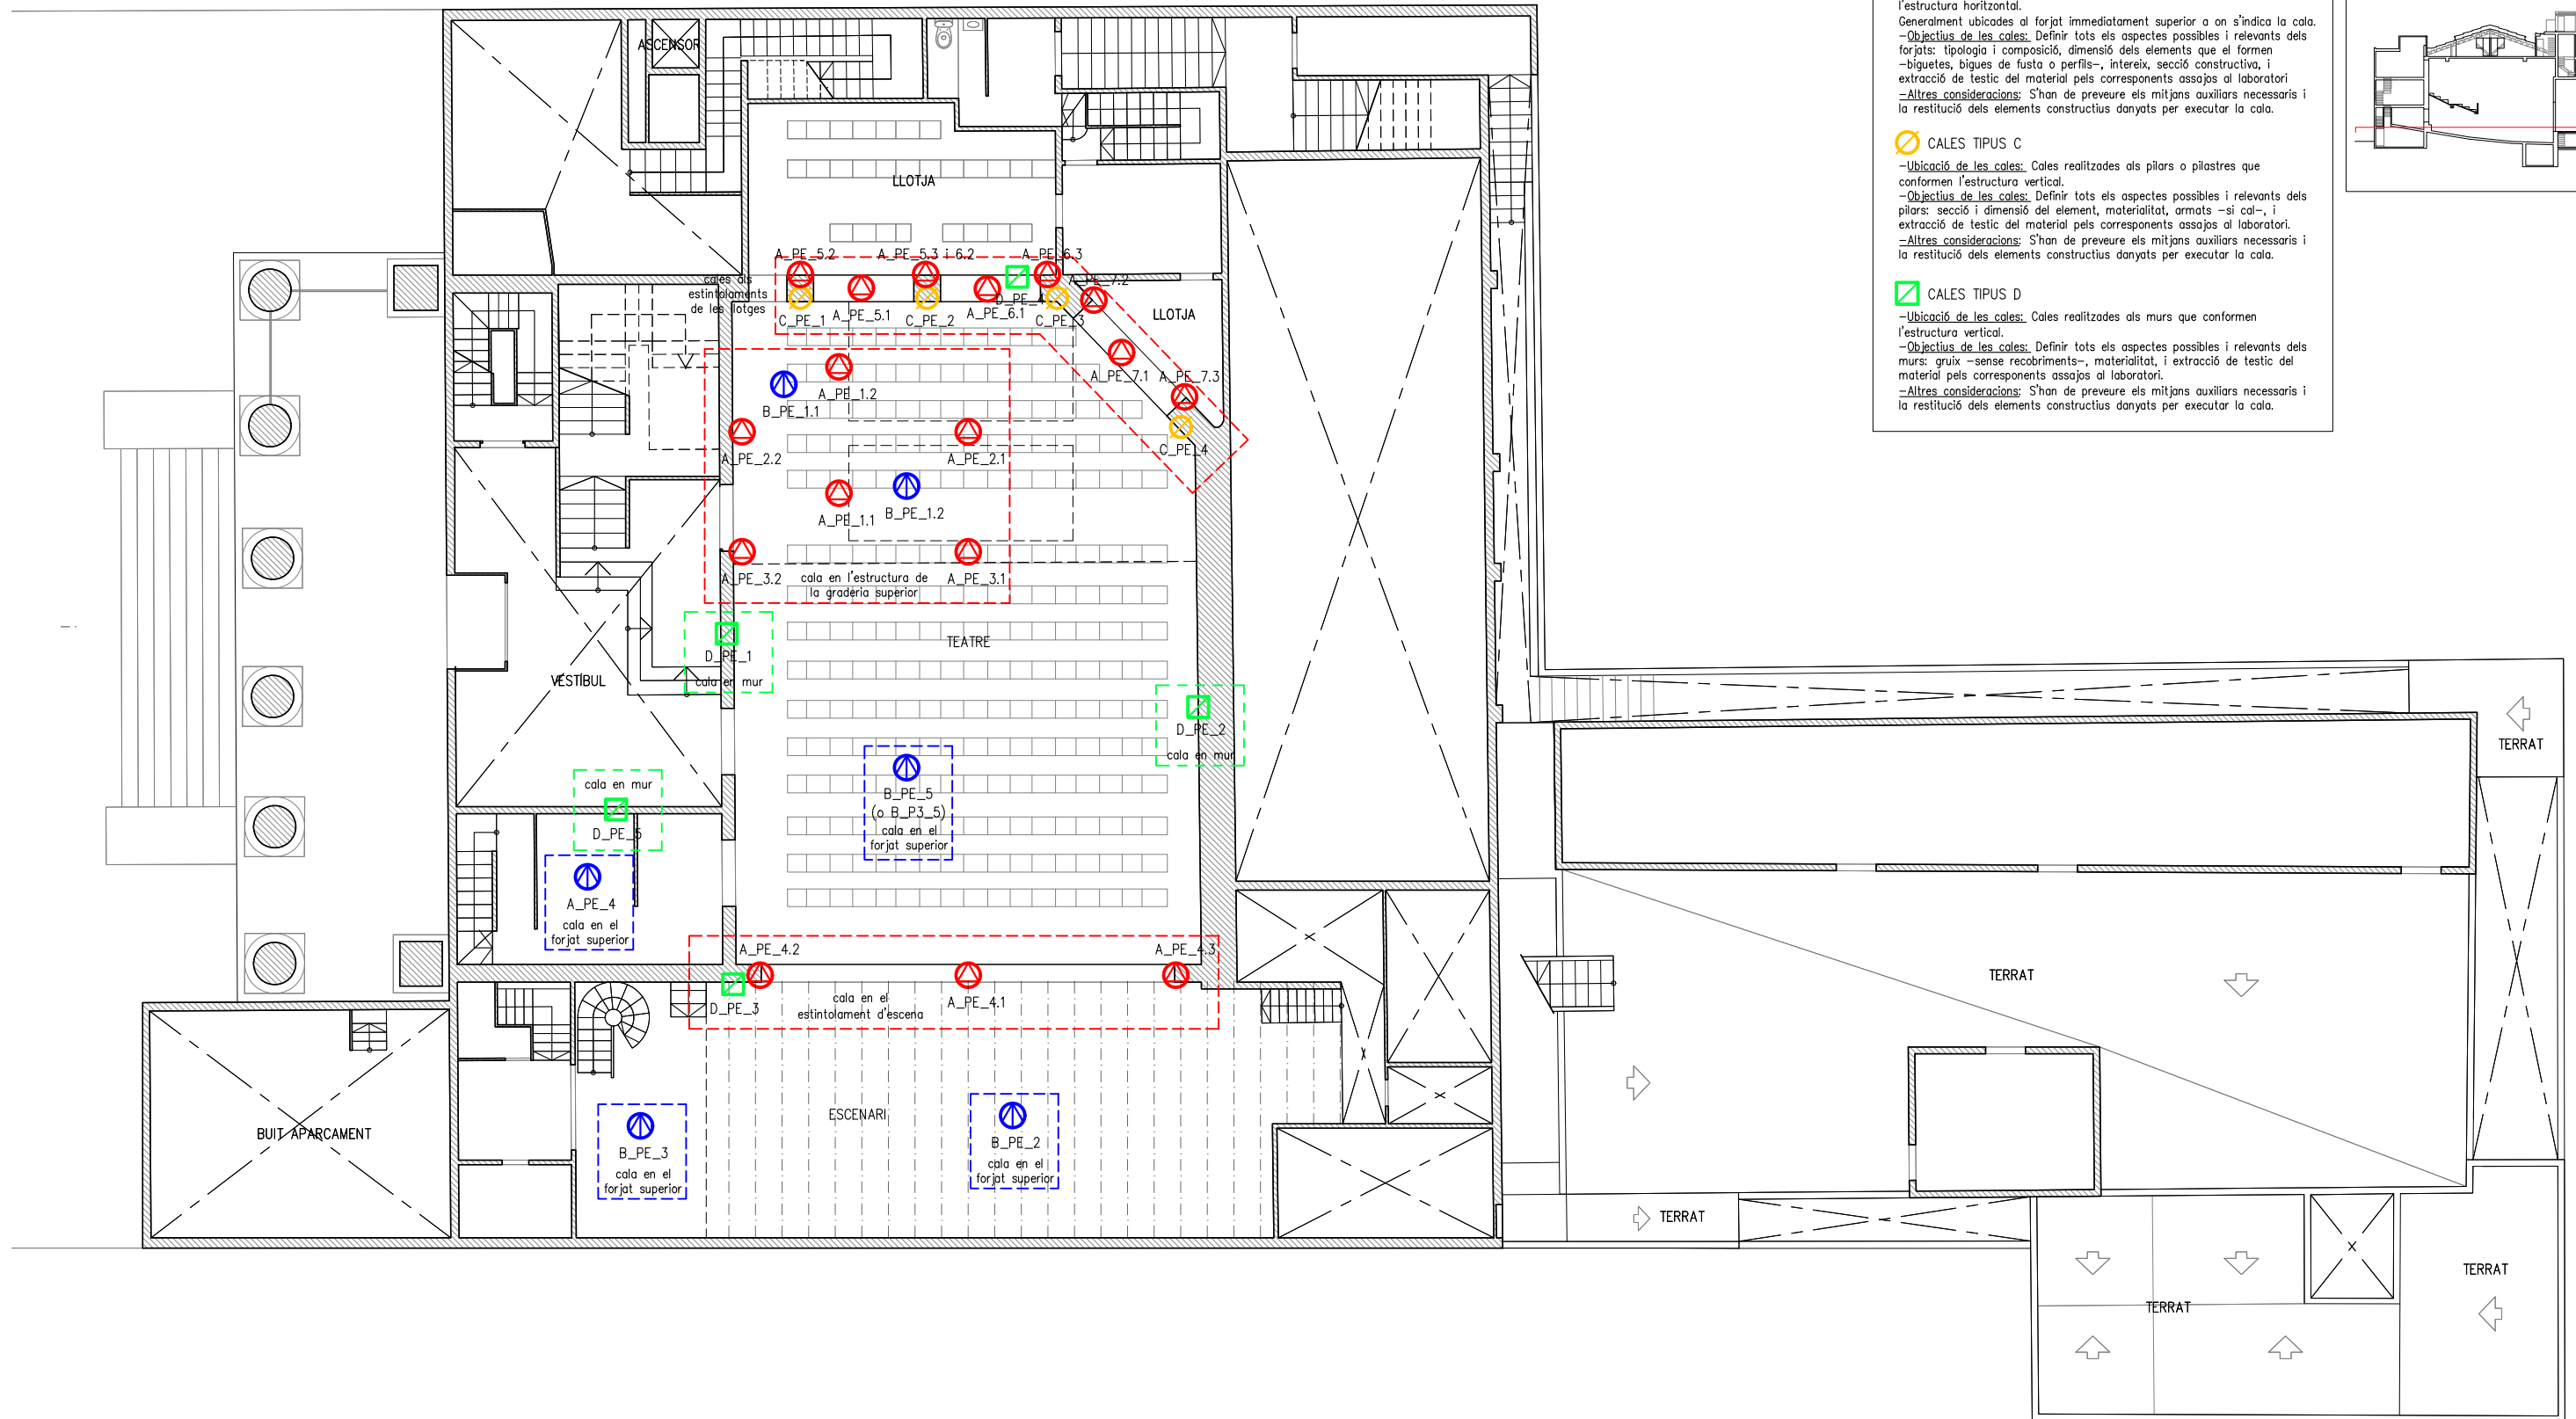 l'estructura horitzontal.
Generalment ubicades al forjat immediatament superior a on s'indica la cala.
-Objectius de les cales: Definir tots els aspectes possibles i relevants dels
forjats: tipologia i composició, dimensió dels elements que el formen
-biguetes, bigues de fusta o perfils-, intereix, secció constructiva, i
extracció de testic del material pels corresponents assajos al laboratori
-Altres consideracions: S'han de preveure els mitjans auxiliars necessaris i
la restitució dels elements constructius danyats per executar la cala.
CALES TIPUS C
-Ubicació de les cales: Cales realitzades als pilars o pilastres que
conformen l'estructura vertical.
-Objectius de les cales: Definir tots els aspectes possibles i relevants dels
pilars: secció i dimensió del element, materialitat, armats -si cal-, i
extracció de testic del material pels corresponents assajos al laboratori.
-Altres consideracions: S'han de preveure els mitjans auxiliars necessaris i
la restitució dels elements constructius danyats per executar la cala.
CALES TIPUS D
-Ubicació de les cales: Cales realitzades als murs que conformen
l'estructura vertical.
-Objectius de les cales: Definir tots els aspectes possibles i relevants dels
murs: gruix -sense recobriments-, materialitat, i extracció de testic del
material pels corresponents assajos al laboratori.
-Altres consideracions: S'han de preveure els mitjans auxiliars necessaris i
la restitució dels elements constructius danyats per executar la cala.
ASCENSOR
LLOTJA
A_PE_5.2
A_PE_5.3 i 6.2
A_PE_6.3
A_PE_7.2
cales als
estintolaments
de les llotges
D_PE_4
C_PE_1
A_PE_5.1
C_PE_2
A_PE_6.1
C_PE_3
LLOTJA
A_PE_7.1
A_PE_7.3
C_PE_4
A_PE_1.2
B_PE_1.1
A_PE_2.2
A_PE_2.1
A_PE_1.1
B_PE_1.2
A_PE_3.2
cala en l'estructura de
la graderia superior
A_PE_3.1
TEATRE
D_PE_1
cala en mur
VESTÍBUL
D_PE_2
cala en mur
cala en mur
D_PE_5
B_PE_5
(o B_P3_5)
cala en el
forjat superior
A_PE_4
cala en el
forjat superior
A_PE_4.2
A_PE_4.3
D_PE_3
cala en el
estintolament d'escena
A_PE_4.1
ESCENARI
BUIT APARCAMENT
B_PE_3
cala en el
forjat superior
B_PE_2
cala en el
forjat superior
TERRAT
TERRAT
TERRAT
TERRAT
TERRAT